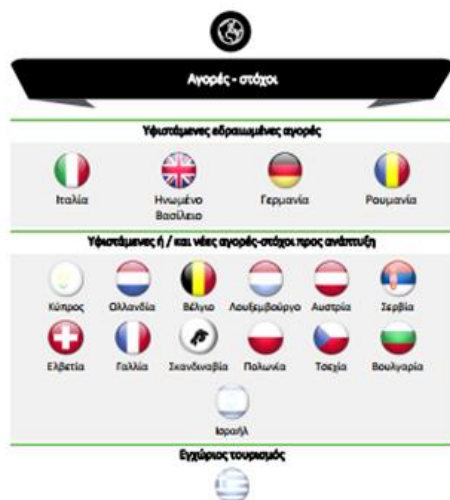 Αγορές - στόχοι
Υφιστάμενες εδραιωμένες αγορές
Ιταλία Ηνωμένο Γερμανία Ρουμανία
Βασίλειο
Υφιστάμενες ή / και νέες αγορές-στόχοι προς ανάπτυξη
Κύπρος Ολλανδία Βέλγιο Λουξεμβούργο Αυστρία Σερβία
Ελβετία Γαλλία Σκανδιναβία Πολωνία Τσεχία Βουλγαρία
Ισραήλ
Εγχώριος τουρισμός